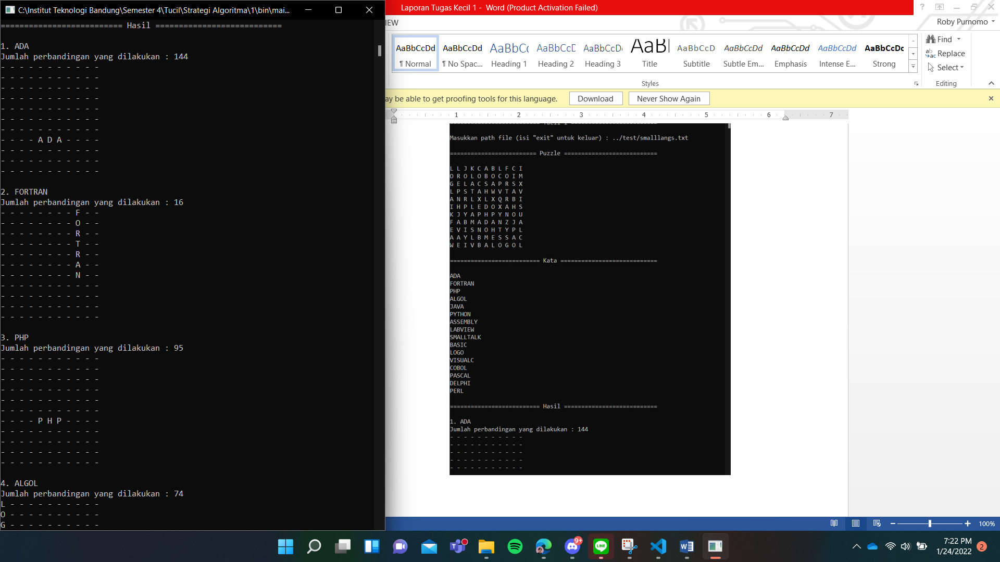 C:\Institut Teknologi Bandung\Semester 4\Tucil\Strategi Algoritma\1\bin\mai...
========================== Hasil ===========================
1. ADA
Jumlah perbandingan yang dilakukan : 144
- - - - - - - - - - -
- - - - - - - - - - -
- - - - - - - - - - -
- - - - - - - - - - -
- - - - - - - - - - -
- - - - - - - - - - -
- - - - - - - - - - -
- - - - A D A - - - -
- - - - - - - - - - -
- - - - - - - - - - -
- - - - - - - - - - -
2. FORTRAN
Jumlah perbandingan yang dilakukan : 16
- - - - - - - - F - -
- - - - - - - - O - -
- - - - - - - - R - -
- - - - - - - - T - -
- - - - - - - - R - -
- - - - - - - - A - -
- - - - - - - - N - -
- - - - - - - - - - -
- - - - - - - - - - -
- - - - - - - - - - -
- - - - - - - - - - -
3. PHP
Jumlah perbandingan yang dilakukan : 95
- - - - - - - - - - -
- - - - - - - - - - -
- - - - - - - - - - -
- - - - - - - - - - -
- - - - - - - - - - -
- - - - - - - - - - -
- - - - P H P - - - -
- - - - - - - - - - -
- - - - - - - - - - -
- - - - - - - - - - -
- - - - - - - - - - -
4. ALGOL
Jumlah perbandingan yang dilakukan : 74
L - - - - - - - - - -
O - - - - - - - - - -
G - - - - - - - - - -
Laporan Tugas Kecil 1 - Word (Product Activation Failed)
IEW
Roby Purnomo
AaBbCcDd AaBbCcDd AaBbCc AaBbCcD AaBbCcD AaB AaBbCcD AaBbCcDd AaBbCcDd AaBbCcDd AaBbCcDd
¶ Normal ¶ No Spac... Heading 1 Heading 2 Heading 3 Title Subtitle Subtle Em... Emphasis Intense E... Strong
Styles
Find
Replace
Select
Editing
ay be able to get proofing tools for this language. Download Never Show Again
1 2 3 4 5 6 7
Masukkan path file (isi "exit" untuk keluar) : ../test/smalllangs.txt
========================= Puzzle ===========================
L L J K C A B L F C I
O R O L O B O C O I M
G E L A C S A P R S X
L P S T A H W V T A V
A N R L X L X Q R B I
I H P L E D O X A H S
K J Y A P H P Y N O U
F A B M A D A N Z J A
E V I S N O H T Y P L
A A Y L B M E S S A C
W E I V B A L O G O L
========================== Kata ============================
ADA
FORTRAN
PHP
ALGOL
JAVA
PYTHON
ASSEMBLY
LABVIEW
SMALLTALK
BASIC
LOGO
VISUALC
COBOL
PASCAL
DELPHI
PERL
========================== Hasil ===========================
1. ADA
Jumlah perbandingan yang dilakukan : 144
- - - - - - - - - - -
- - - - - - - - - - -
- - - - - - - - - - -
- - - - - - - - - - -
- - - - - - - - - - -
100%
9+
LINE
7:22 PM
1/24/2022
2